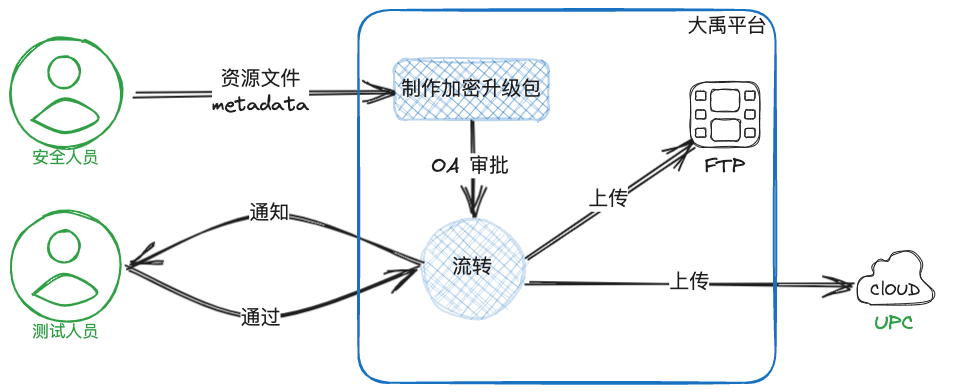 大禹平台
资源文件
metadata
制作加密升级包
安全人员
OA 审批
FTP
上传
通知
流转
上传
CLOUD
通过
测试人员
UPC